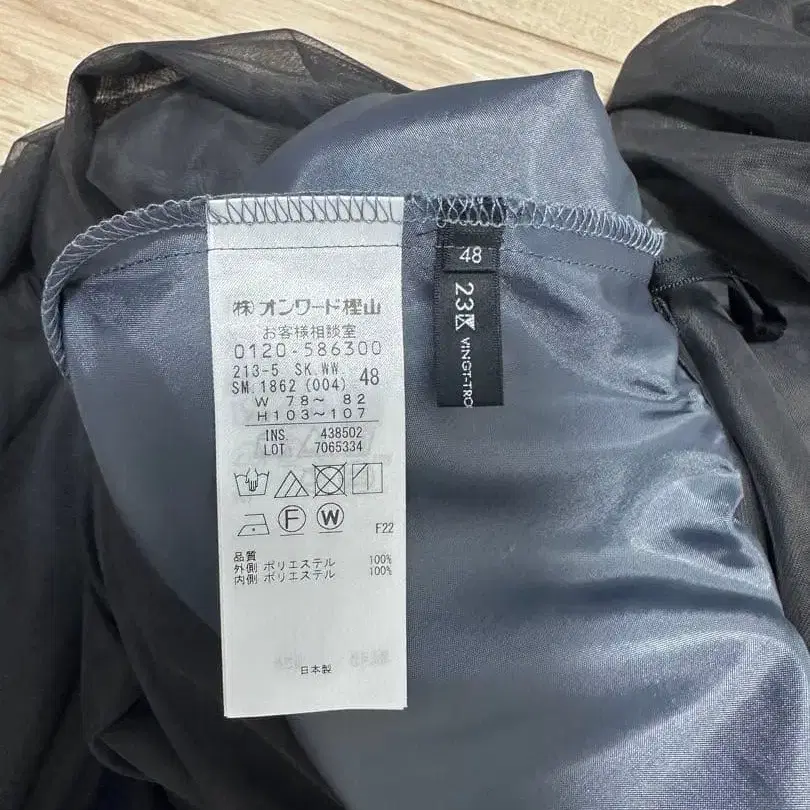 ㈱オンワード樫山
お客様相談室
0120-586300
213-5 SK.WW.
SM.1862 (004) 48
W 78～ 82
H103～107
INS. 438502
LOT 7065334
F
W
F22
品質
外側 ポリエステル 100%
内側 ポリエステル 100%
日本製
48
23K
VINGT-TRO